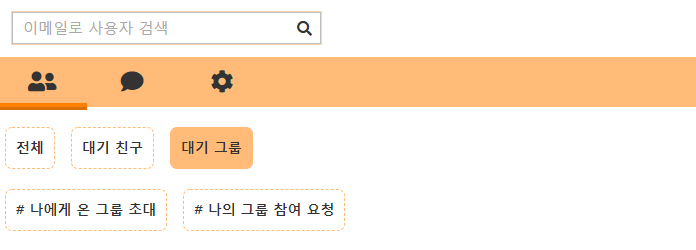 이메일로 사용자 검색
전체 대기 친구 대기 그룹
# 나에게 온 그룹 초대 # 나의 그룹 참여 요청